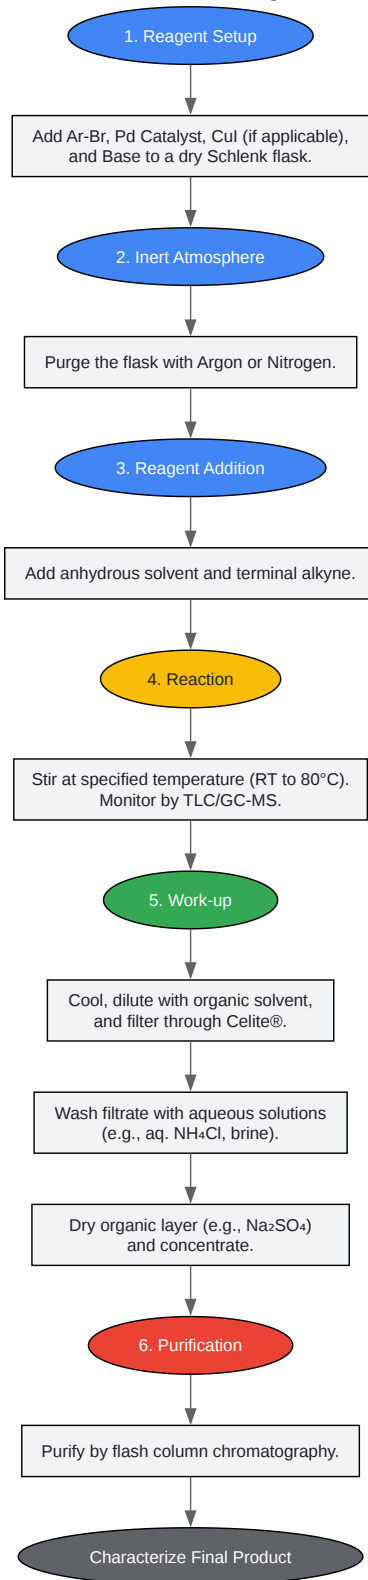 1. Reagent Setup
Add Ar-Br, Pd Catalyst, CuI (if applicable),
and Base to a dry Schlenk flask.
2. Inert Atmosphere
Purge the flask with Argon or Nitrogen.
3. Reagent Addition
Add anhydrous solvent and terminal alkyne.
4. Reaction
Stir at specified temperature (RT to 80°C).
Monitor by TLC/GC-MS.
5. Work-up
Cool, dilute with organic solvent,
and filter through Celite®.
Wash filtrate with aqueous solutions
(e.g., aq. NH₄Cl, brine).
Dry organic layer (e.g., Na₂SO₄)
and concentrate.
6. Purification
Purify by flash column chromatography.
Characterize Final Product